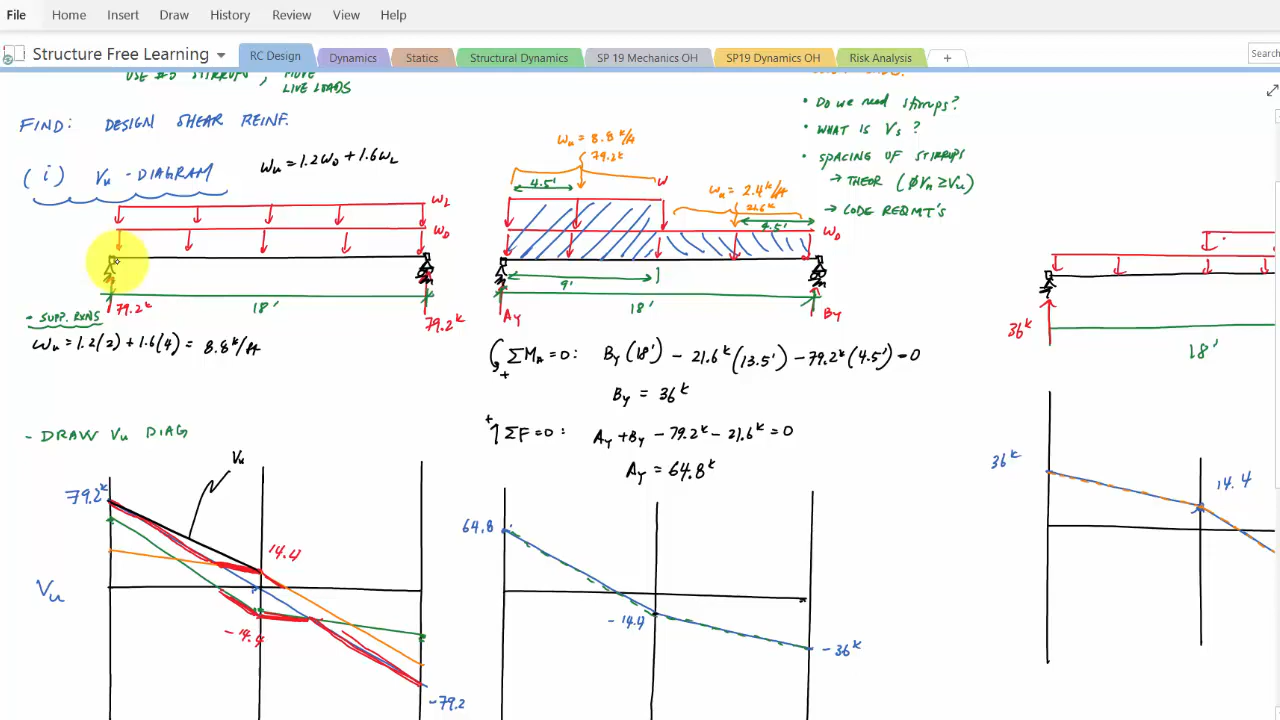 File Home Insert Draw History Review View Help
Structure Free Learning
RC Design Dynamics Statics Structural Dynamics SP 19 Mechanics OH SP19 Dynamics OH Risk Analysis +
Search
USE #3 STIRRUPS, MOVE
LIVE LOADS
FIND: DESIGN SHEAR REINF.
(i) Vu - DIAGRAM
Wu = 1.2WD + 1.6WL
WL
WD
79.2k
18'
79.2k
- SUPP. RXNS
Wu = 1.2(2) + 1.6(4) = 8.8 k/ft
- DRAW Vu DIAG
Vu
79.2k
14.4
Vu
-14.4
-79.2
Wu = 8.8 k/ft
79.2k
4.5'
W
Wu = 2.4 k/ft
21.6k
4.5'
WD
9'
18'
Ay
By
+ ΣMA = 0: By (18') - 21.6k (13.5') - 79.2k (4.5') = 0
By = 36k
+↑ ΣF = 0: Ay + By - 79.2k - 21.6k = 0
Ay = 64.8k
64.8
-14.4
-36k
• Do we need stirrups?
• WHAT IS Vs ?
• SPACING OF STIRRUPS
→ THEOR (ϕVn ≥ Vu)
→ CODE REQMT'S
36k
18'
36k
14.4